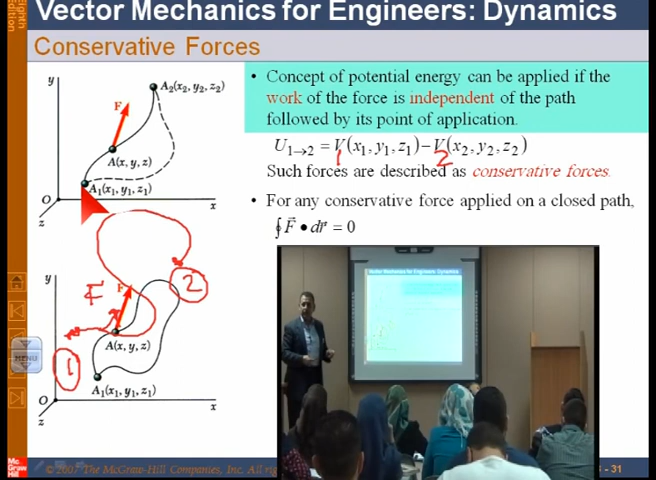 Eighth
Edition
Vector Mechanics for Engineers: Dynamics
Conservative Forces
y
A₂(x₂, y₂, z₂)
F
A(x, y, z)
A₁(x₁, y₁, z₁)
O
x
z
• Concept of potential energy can be applied if the
work of the force is independent of the path
followed by its point of application.
U₁→₂ = V(x₁, y₁, z₁) − V(x₂, y₂, z₂)
1 2
Such forces are described as conservative forces.
• For any conservative force applied on a closed path,
∮ F⃗ • dr⃗ = 0
y
F
F
2
A(x, y, z)
1
A₁(x₁, y₁, z₁)
O
x
z
MENU
Vector Mechanics for Engineers: Dynamics
Mc
Graw
Hill
© 2007 The McGraw-Hill Companies, Inc. All rig
- 31